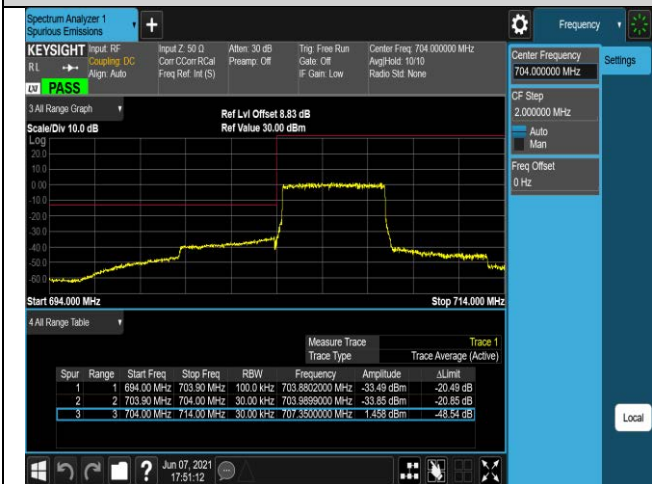 Spectrum Analyzer 1
Spurious Emissions
+
Frequency
KEYSIGHT
RL
PASS
Input: RF
Coupling: DC
Align: Auto
Input Z: 50 Ω
Corr CCorr RCal
Freq Ref: Int (S)
Atten: 30 dB
Preamp: Off
Trig: Free Run
Gate: Off
IF Gain: Low
Center Freq: 704.000000 MHz
Avg|Hold: 10/10
Radio Std: None
Center Frequency
704.000000 MHz
Settings
CF Step
2.000000 MHz
Auto
Man
Freq Offset
0 Hz
3 All Range Graph
Scale/Div 10.0 dB
Ref Lvl Offset 8.83 dB
Ref Value 30.00 dBm
Log
20.0
10.0
0.00
-10.0
-20.0
-30.0
-40.0
-50.0
-60.0
Start 694.000 MHz
Stop 714.000 MHz
4 All Range Table
Measure Trace Trace 1
Trace Type Trace Average (Active)
Spur Range Start Freq Stop Freq RBW Frequency Amplitude ΔLimit
1 1 694.00 MHz 703.90 MHz 100.0 kHz 703.8802000 MHz -33.49 dBm -20.49 dB
2 2 703.90 MHz 704.00 MHz 30.00 kHz 703.9899000 MHz -33.85 dBm -20.85 dB
3 3 704.00 MHz 714.00 MHz 30.00 kHz 707.3500000 MHz 1.458 dBm -48.54 dB
Local
?
Jun 07, 2021
17:51:12